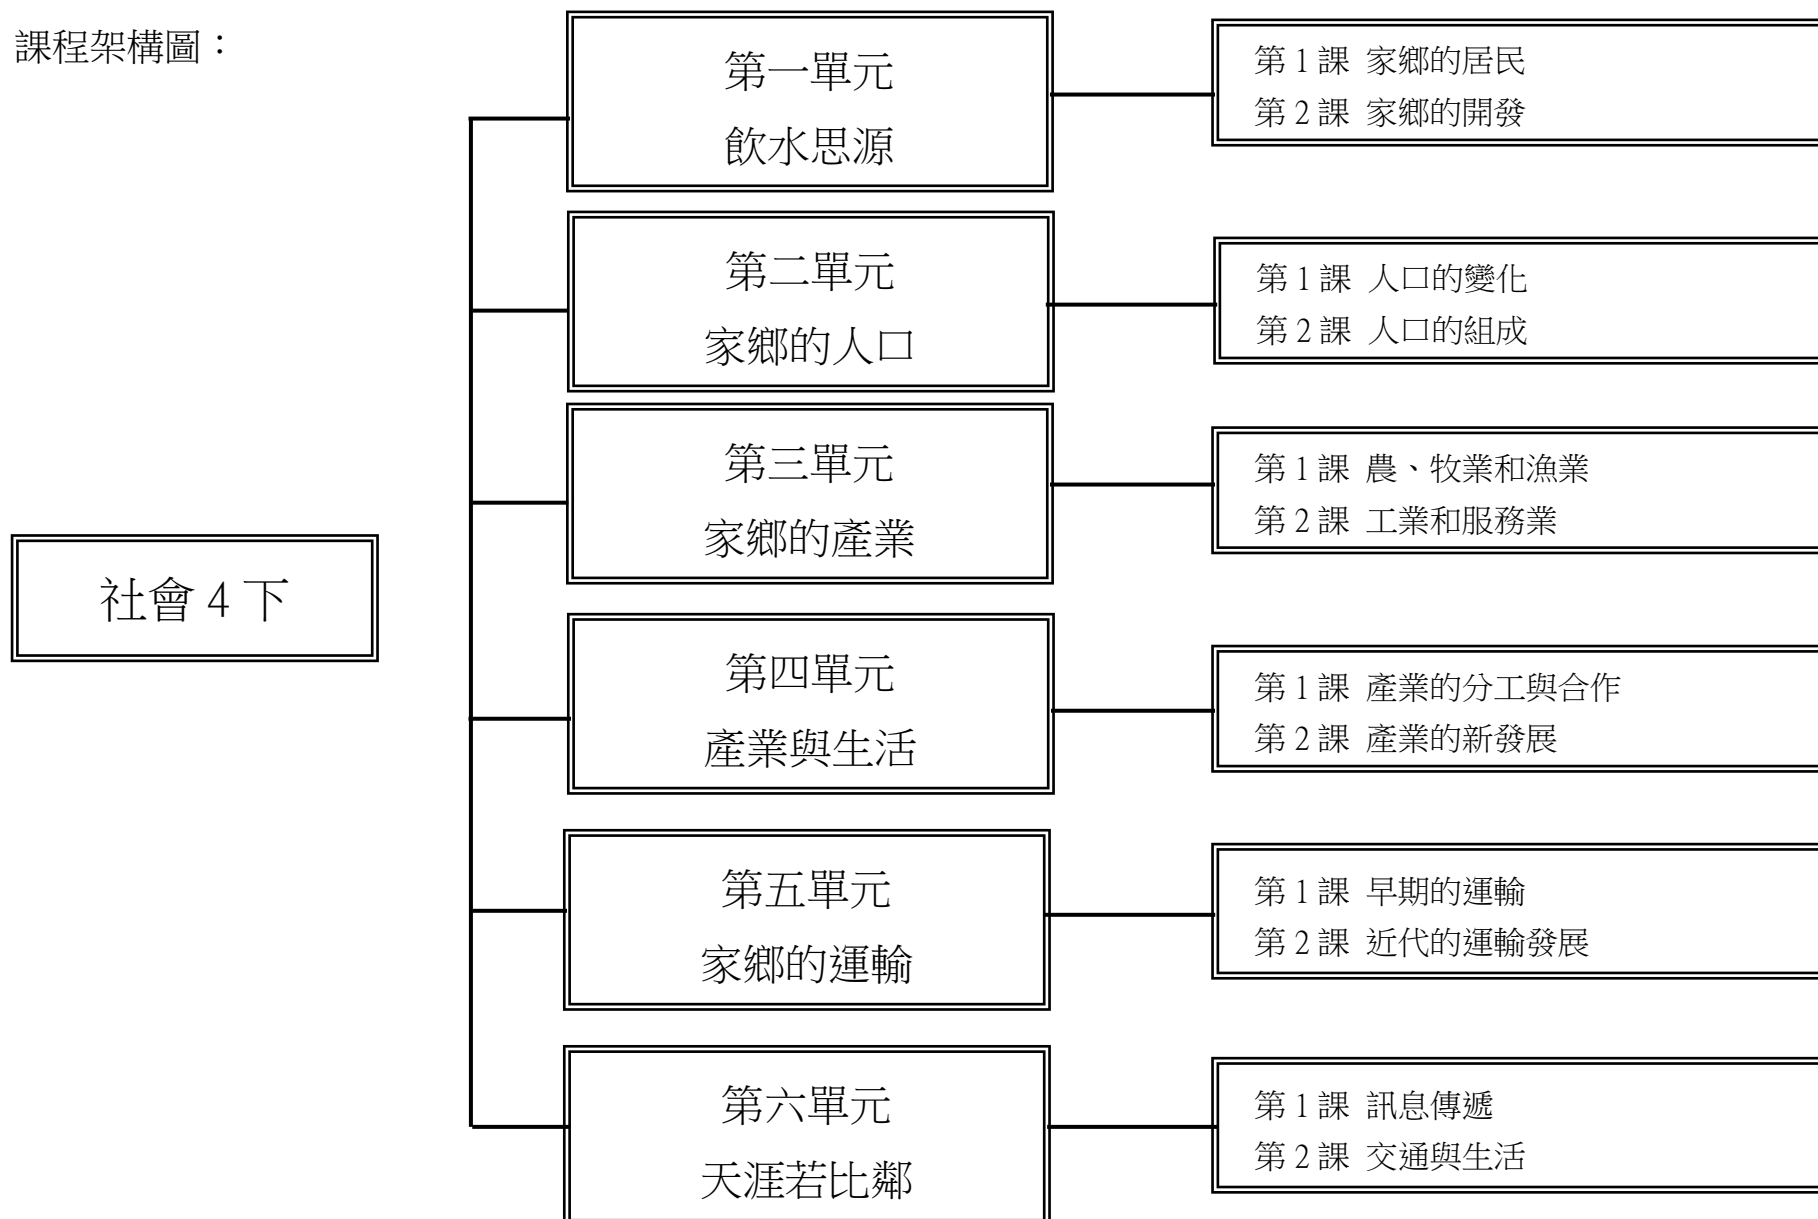 課程架構圖：
社會 4 下
第一單元
飲水思源
第 1 課 家鄉的居民
第 2 課 家鄉的開發
第二單元
家鄉的人口
第 1 課 人口的變化
第 2 課 人口的組成
第三單元
家鄉的產業
第 1 課 農、牧業和漁業
第 2 課 工業和服務業
第四單元
產業與生活
第 1 課 產業的分工與合作
第 2 課 產業的新發展
第五單元
家鄉的運輸
第 1 課 早期的運輸
第 2 課 近代的運輸發展
第六單元
天涯若比鄰
第 1 課 訊息傳遞
第 2 課 交通與生活